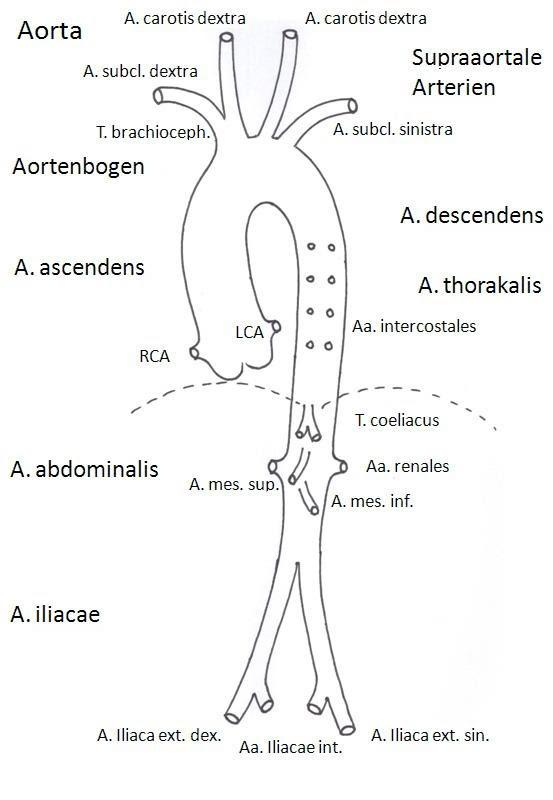 A. carotis dextra
A. carotis dextra
Aorta
Supraaortale
Arterien
A. subcl. dextra
T. brachioceph.
A. subcl. sinistra
Aortenbogen
A. descendens
A. ascendens
A. thorakalis
LCA
Aa. intercostales
RCA
T. coeliacus
A. abdominalis
Aa. renales
A. mes. sup.
A. mes. inf.
A. iliacae
A. Iliaca ext. dex.
Aa. Iliacae int.
A. Iliaca ext. sin.